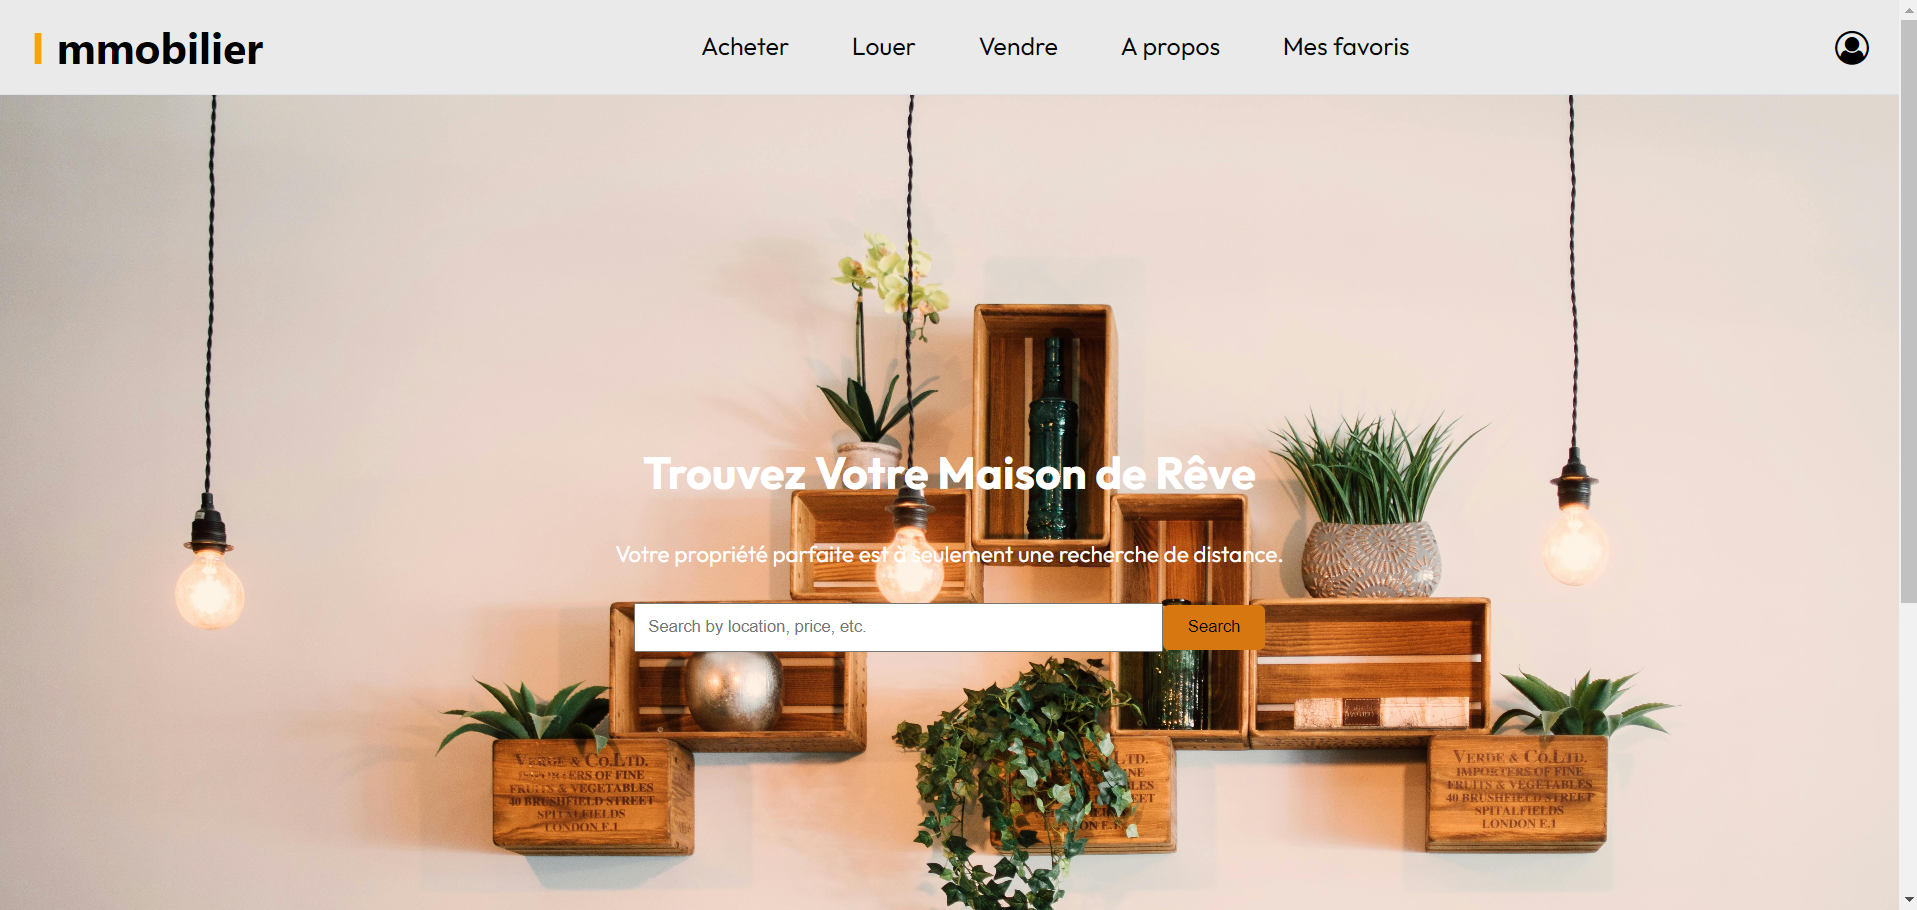 I mmobilier
Acheter Louer Vendre A propos Mes favoris
Trouvez Votre Maison de Rêve
Votre propriété parfaite est à seulement une recherche de distance.
Search by location, price, etc. Search
VERDE & CO. LTD.
IMPORTERS OF FINE
FRUITS & VEGETABLES
40 BRUSHFIELD STREET
SPITALFIELDS
LONDON E.1
LTD.
VERDE & CO. LTD.
IMPORTERS OF FINE
FRUITS & VEGETABLES
40 BRUSHFIELD STREET
SPITALFIELDS
LONDON E.1